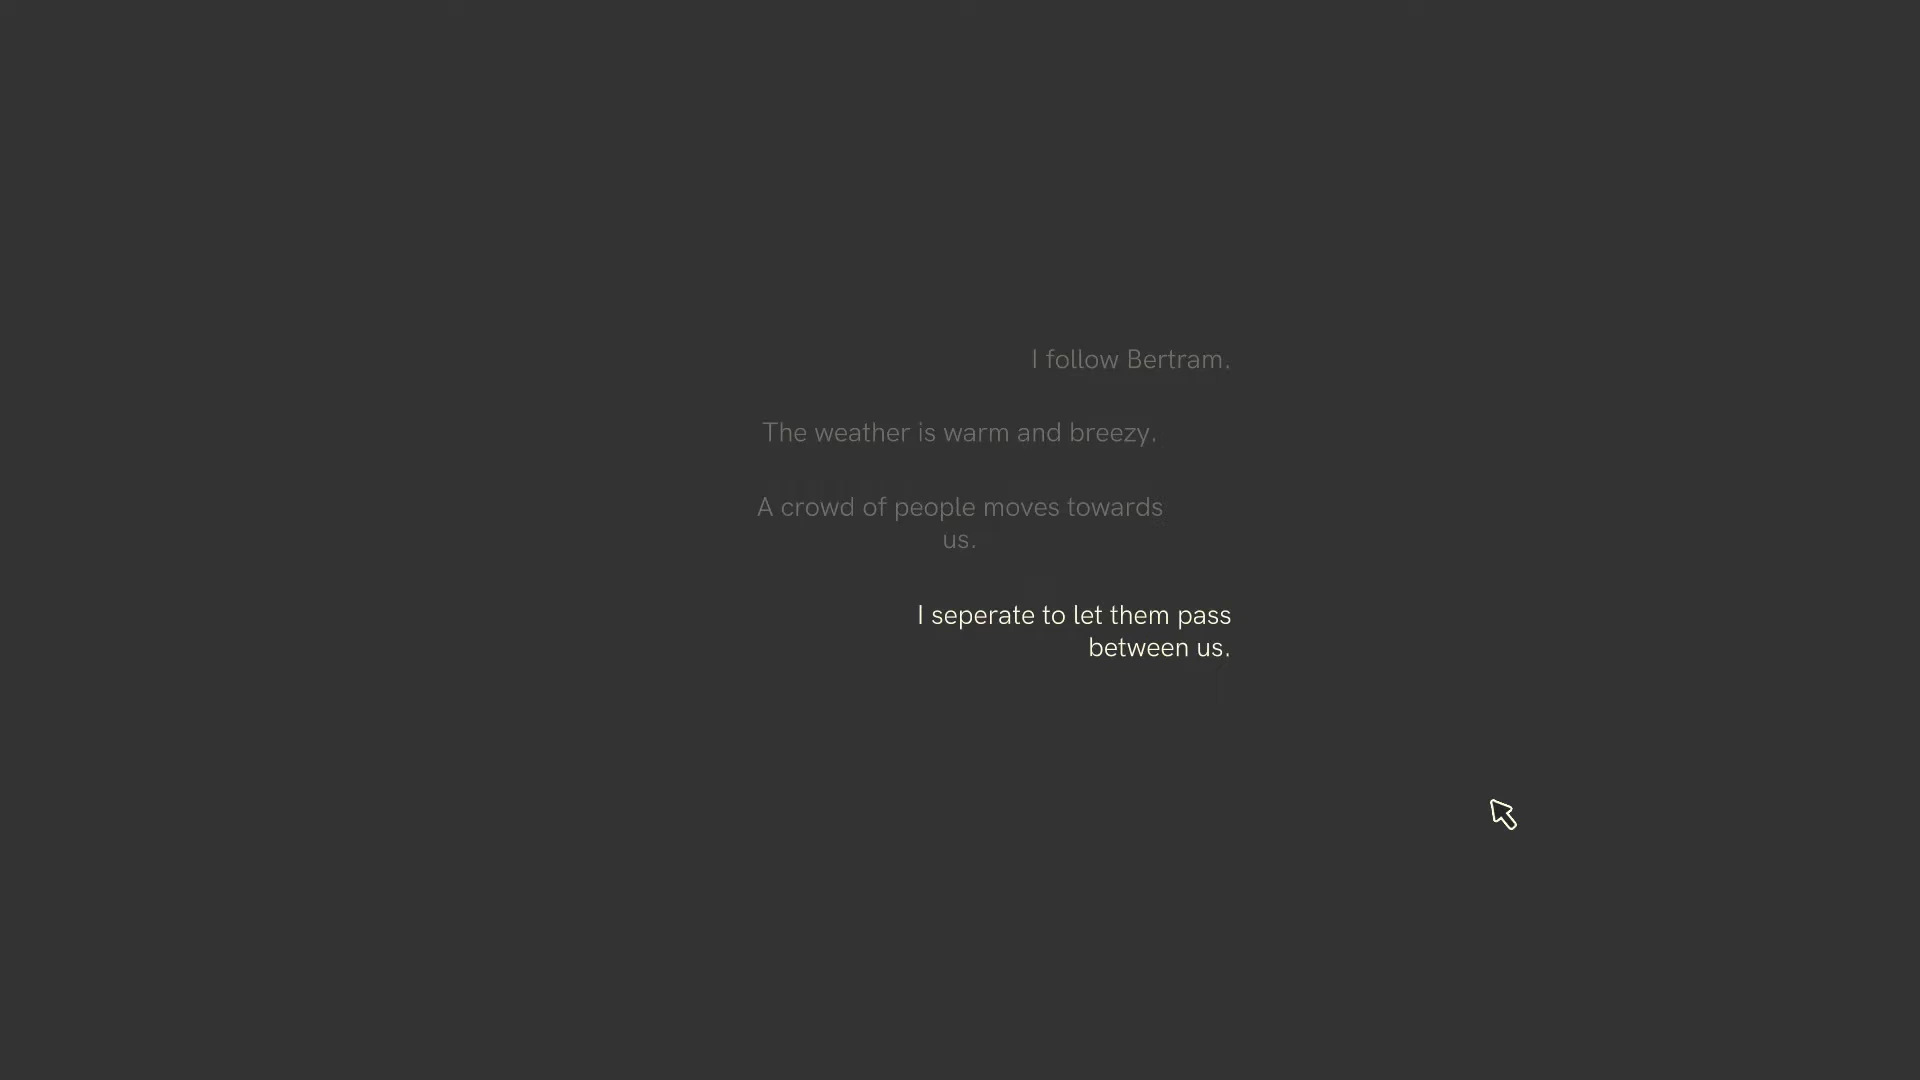 I follow Bertram.
The weather is warm and breezy.
A crowd of people moves towards
us.
I seperate to let them pass
between us.